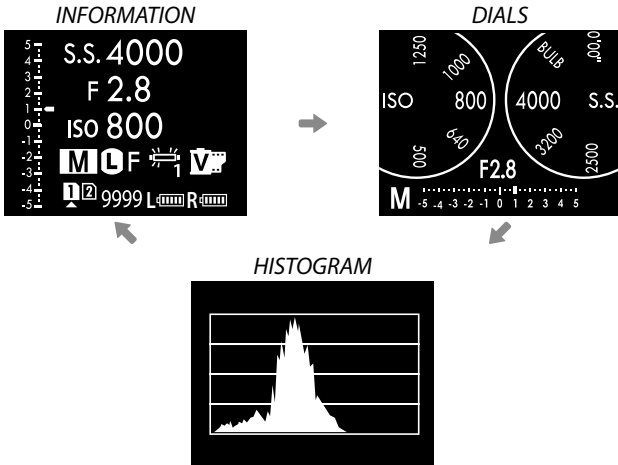 INFORMATION
5
4
3
2
1
0
-1
-2
-3
-4
-5
S.S. 4000
F 2.8
ISO 800
M L F 1 V
1 2 9999 L R
DIALS
1250
1000
ISO 800
640
500
BULB
4000 S.S.
3200
2500
F2.8
M -5 -4 -3 -2 -1 0 1 2 3 4 5
HISTOGRAM